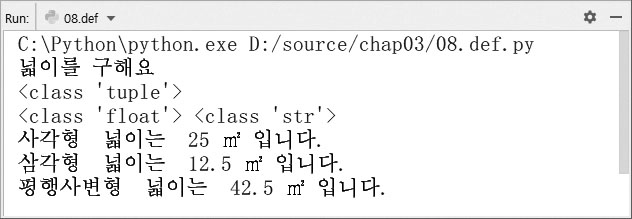 Run: 08.def
C:\Python\python.exe D:/source/chap03/08.def.py
넓이를 구해요
<class 'tuple'>
<class 'float'> <class 'str'>
사각형  넓이는  25 ㎡ 입니다.
삼각형  넓이는  12.5 ㎡ 입니다.
평행사변형  넓이는  42.5 ㎡ 입니다.